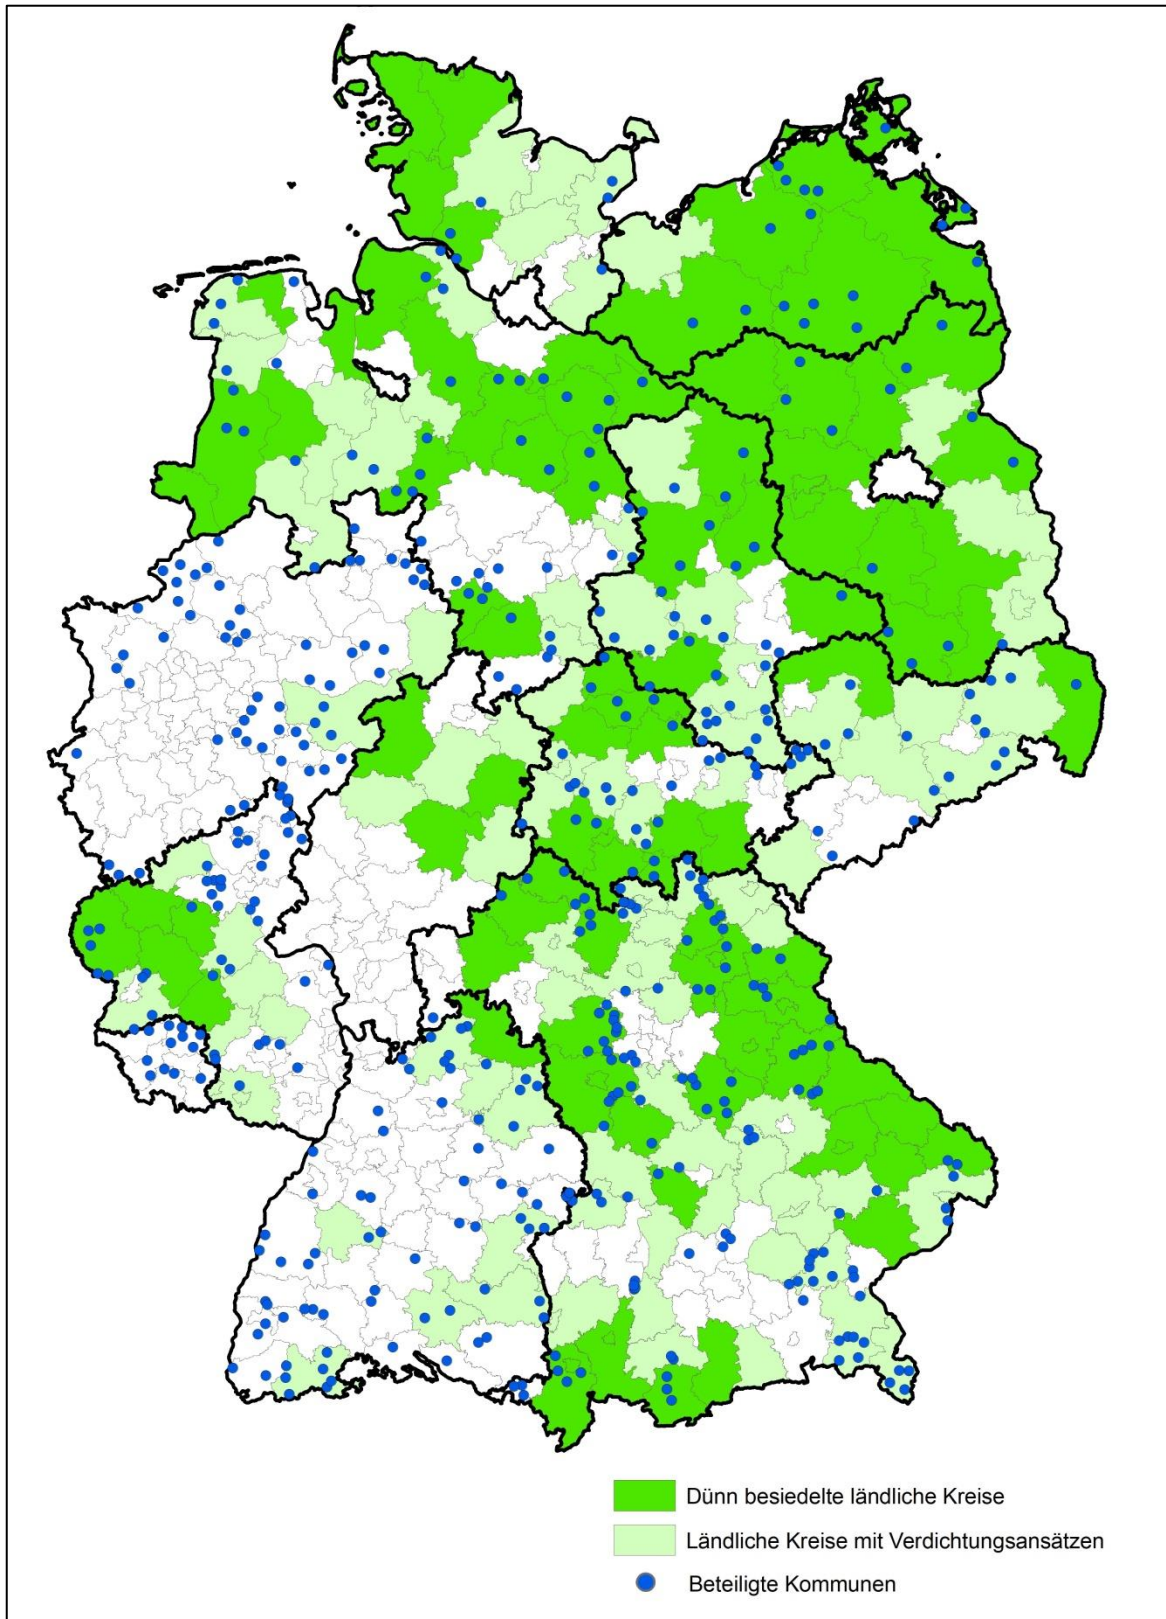 Dünn besiedelte ländliche Kreise
Ländliche Kreise mit Verdichtungsansätzen
Beteiligte Kommunen